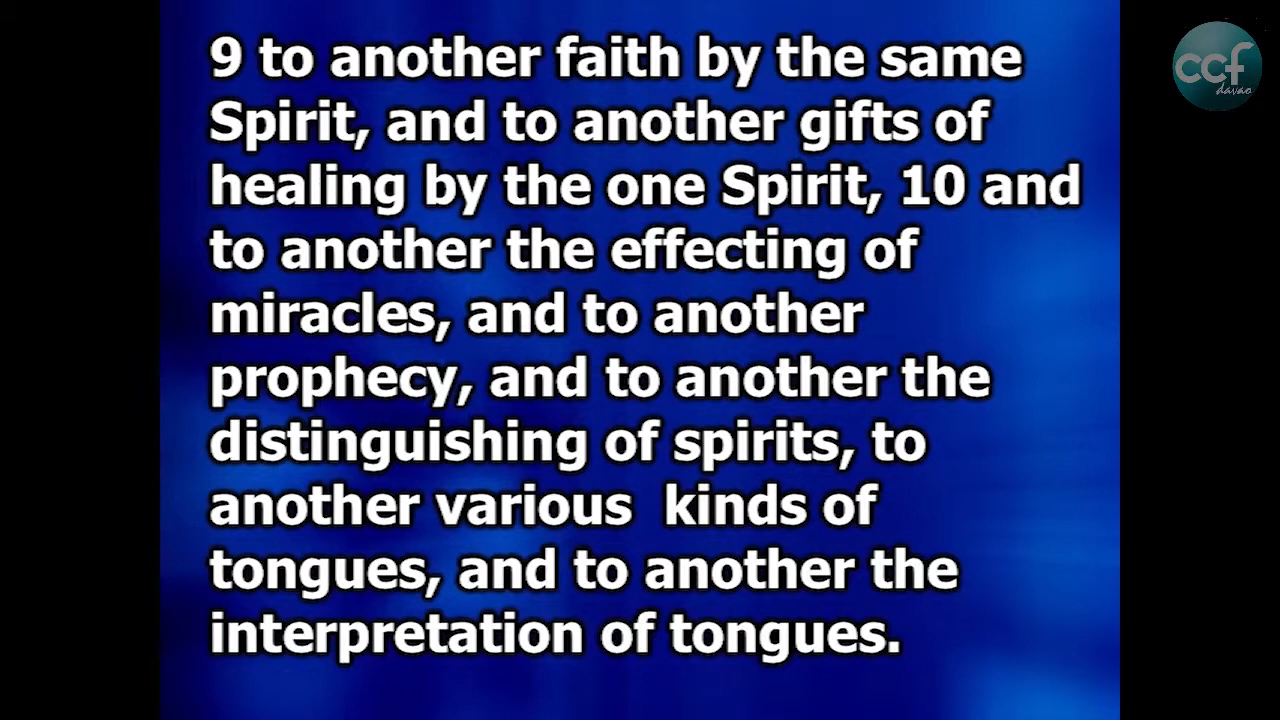 ccf
davao
9 to another faith by the same
Spirit, and to another gifts of
healing by the one Spirit, 10 and
to another the effecting of
miracles, and to another
prophecy, and to another the
distinguishing of spirits, to
another various  kinds of
tongues, and to another the
interpretation of tongues.